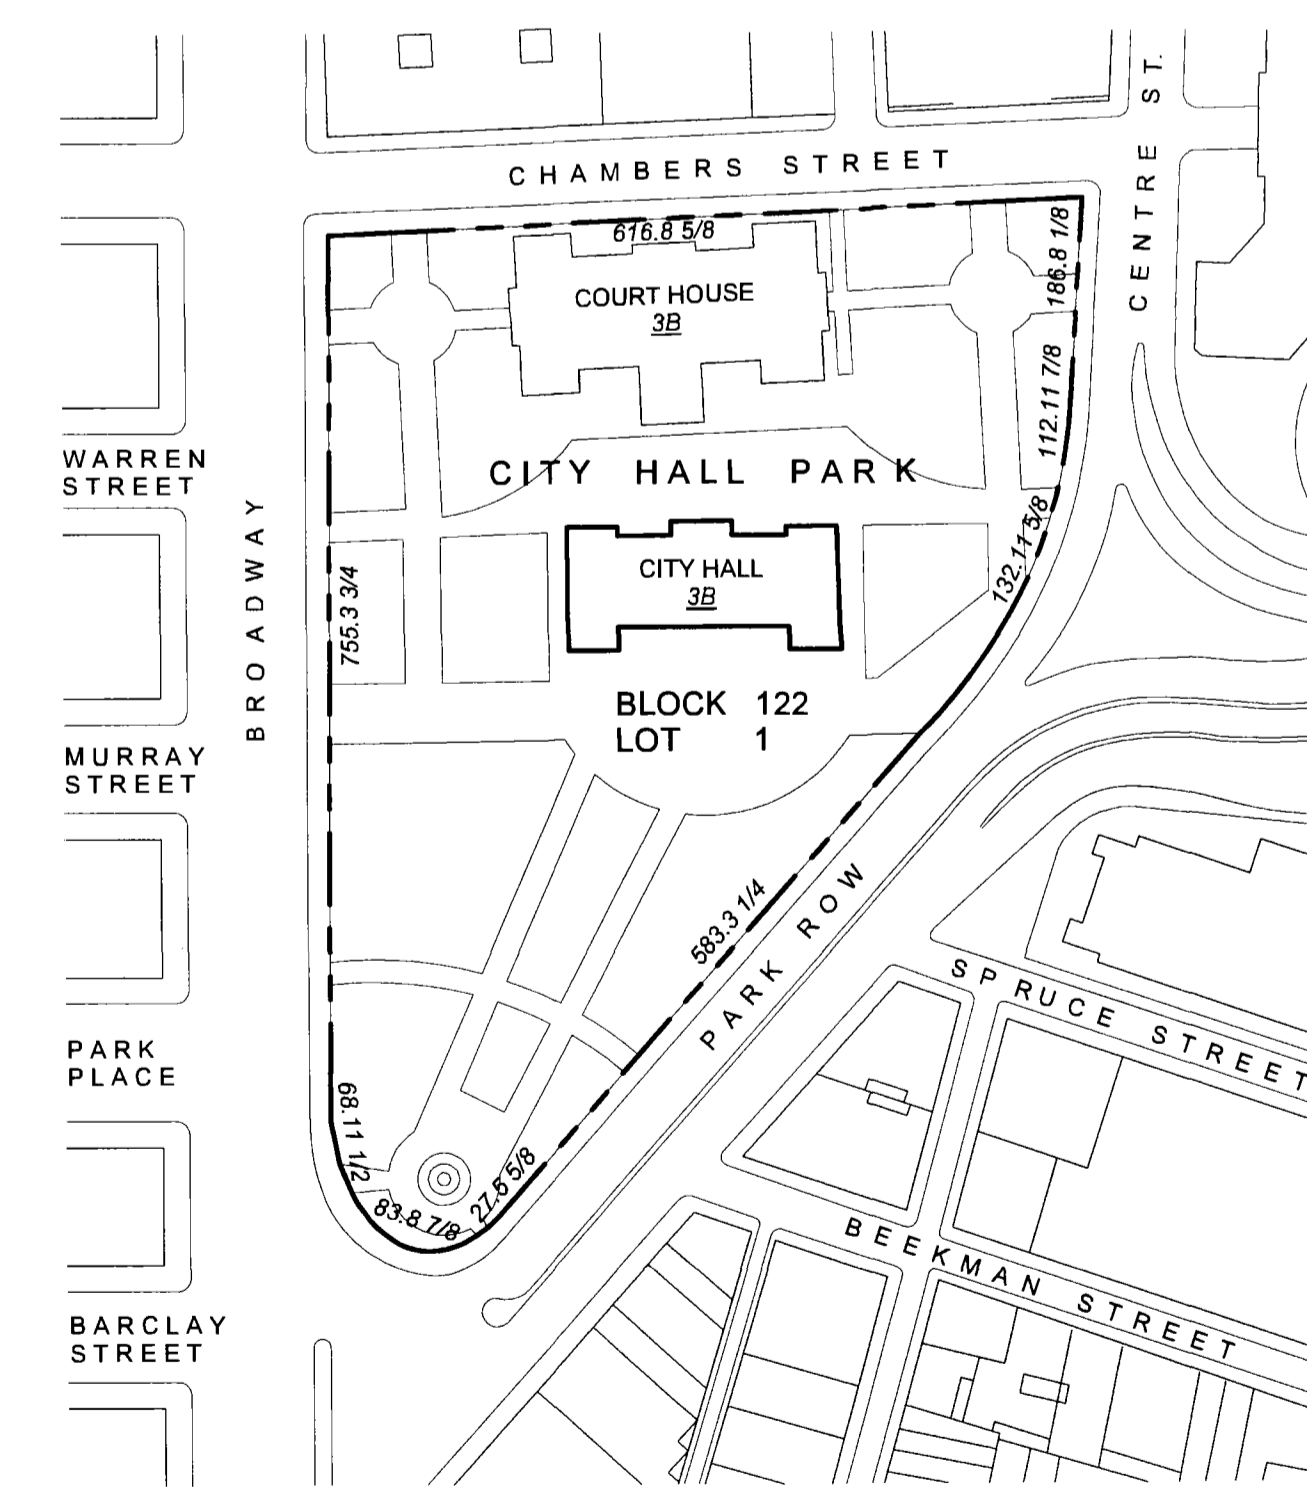 CHAMBERS STREET
CENTRE ST.
616.8 5/8
186.8 1/8
COURT HOUSE
3B
112.11 7/8
WARREN
STREET
CITY HALL PARK
BROADWAY
132.11 5/8
CITY HALL
3B
755.3 3/4
BLOCK 122
LOT 1
MURRAY
STREET
583.3 1/4
PARK ROW
SPRUCE STREET
PARK
PLACE
68.11 1/2
83.8 7/8
27.5 5/8
BEEKMAN STREET
BARCLAY
STREET